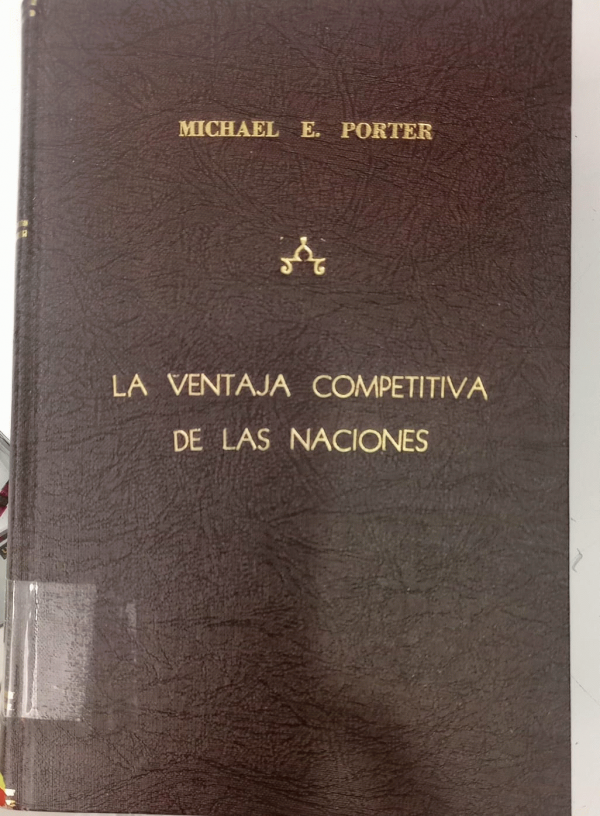 MICHAEL E. PORTER
LA VENTAJA COMPETITIVA
DE LAS NACIONES